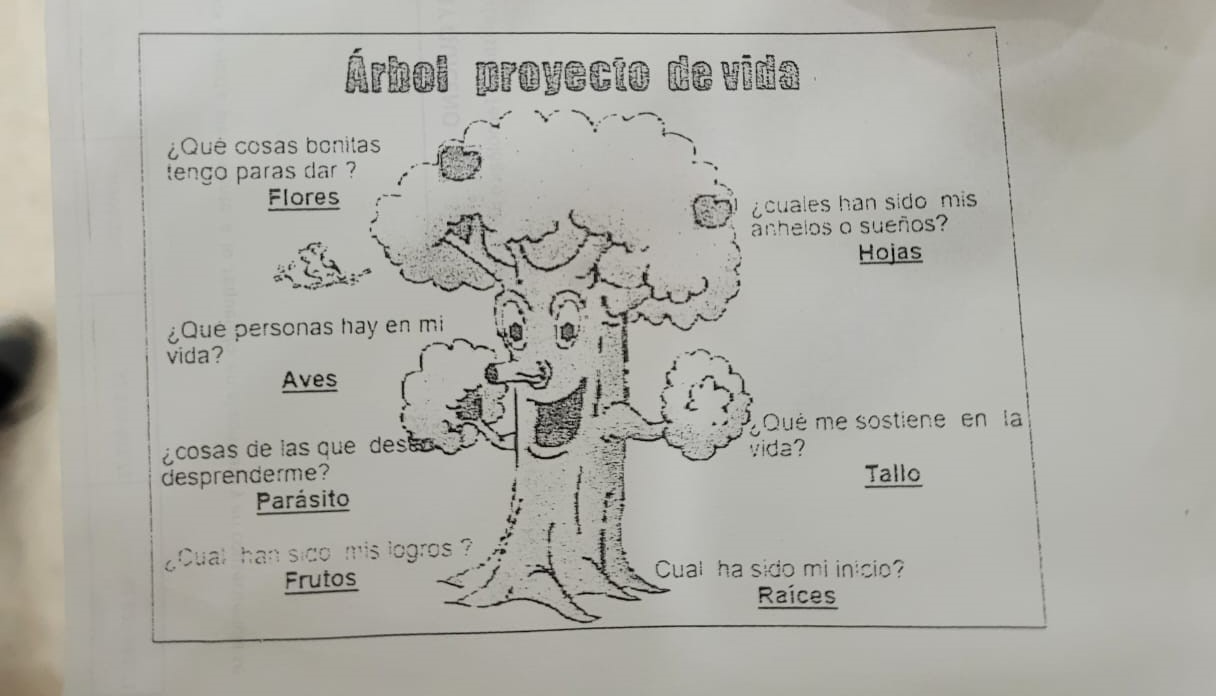 Árbol proyecto de vida
¿Qué cosas bonitas
tengo paras dar ?
Flores
¿cuales han sido mis
anhelos o sueños?
Hojas
¿Qué personas hay en mi
vida?
Aves
¿Qué me sostiene en la
vida?
Tallo
¿cosas de las que deseo
desprenderme?
Parásito
¿Cual han sido mis logros ?
Frutos
Cual ha sido mi inicio?
Raíces